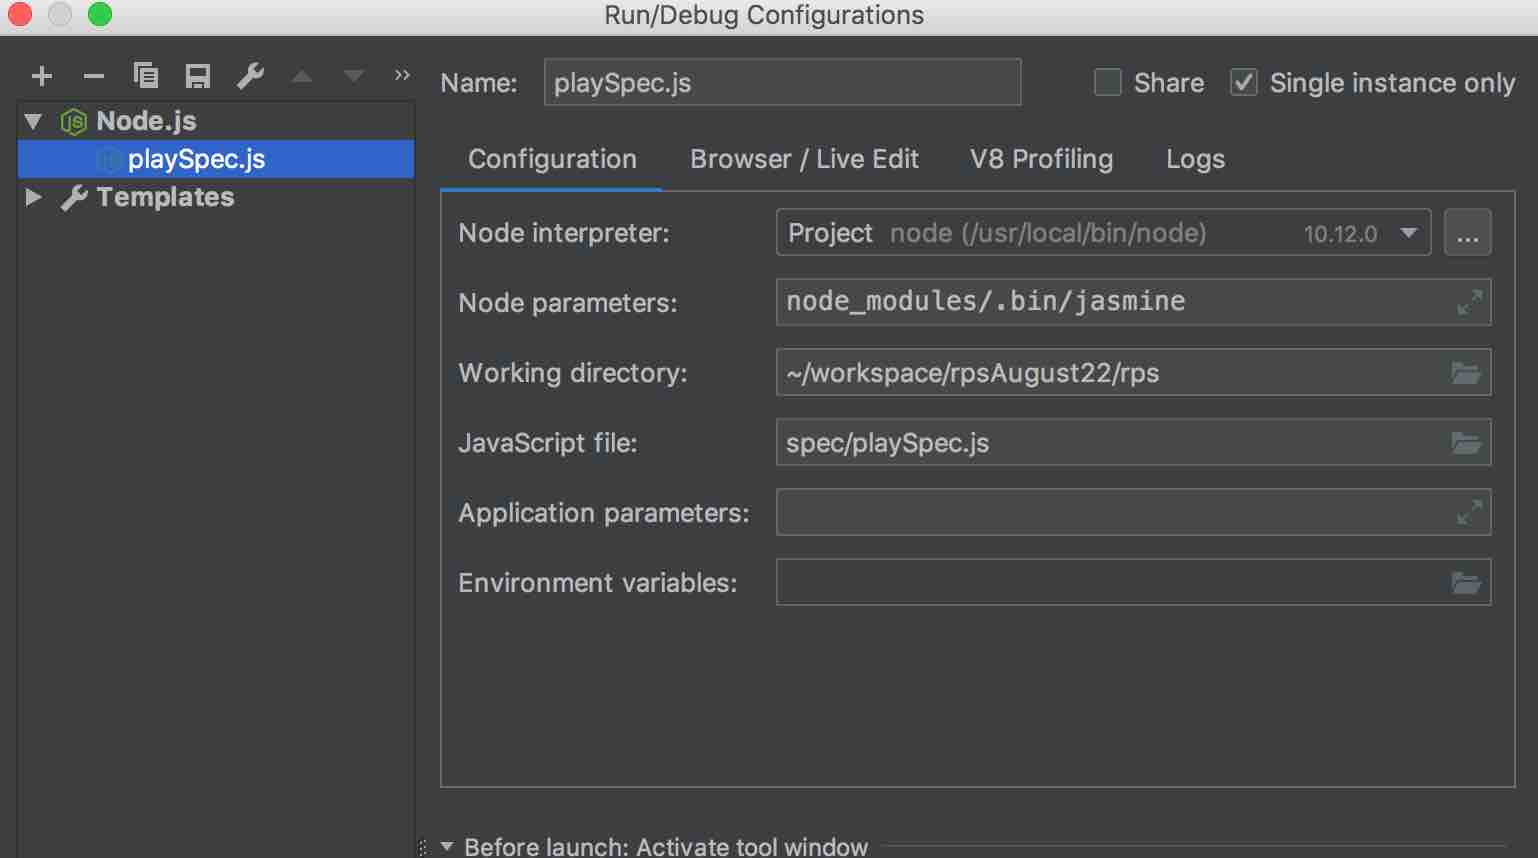 Run/Debug Configurations
Name: playSpec.js Share Single instance only
Node.js
playSpec.js
Templates
Configuration Browser / Live Edit V8 Profiling Logs
Node interpreter: Project node (/usr/local/bin/node) 10.12.0 ...
Node parameters: node_modules/.bin/jasmine
Working directory: ~/workspace/rpsAugust22/rps
JavaScript file: spec/playSpec.js
Application parameters:
Environment variables:
Before launch: Activate tool window